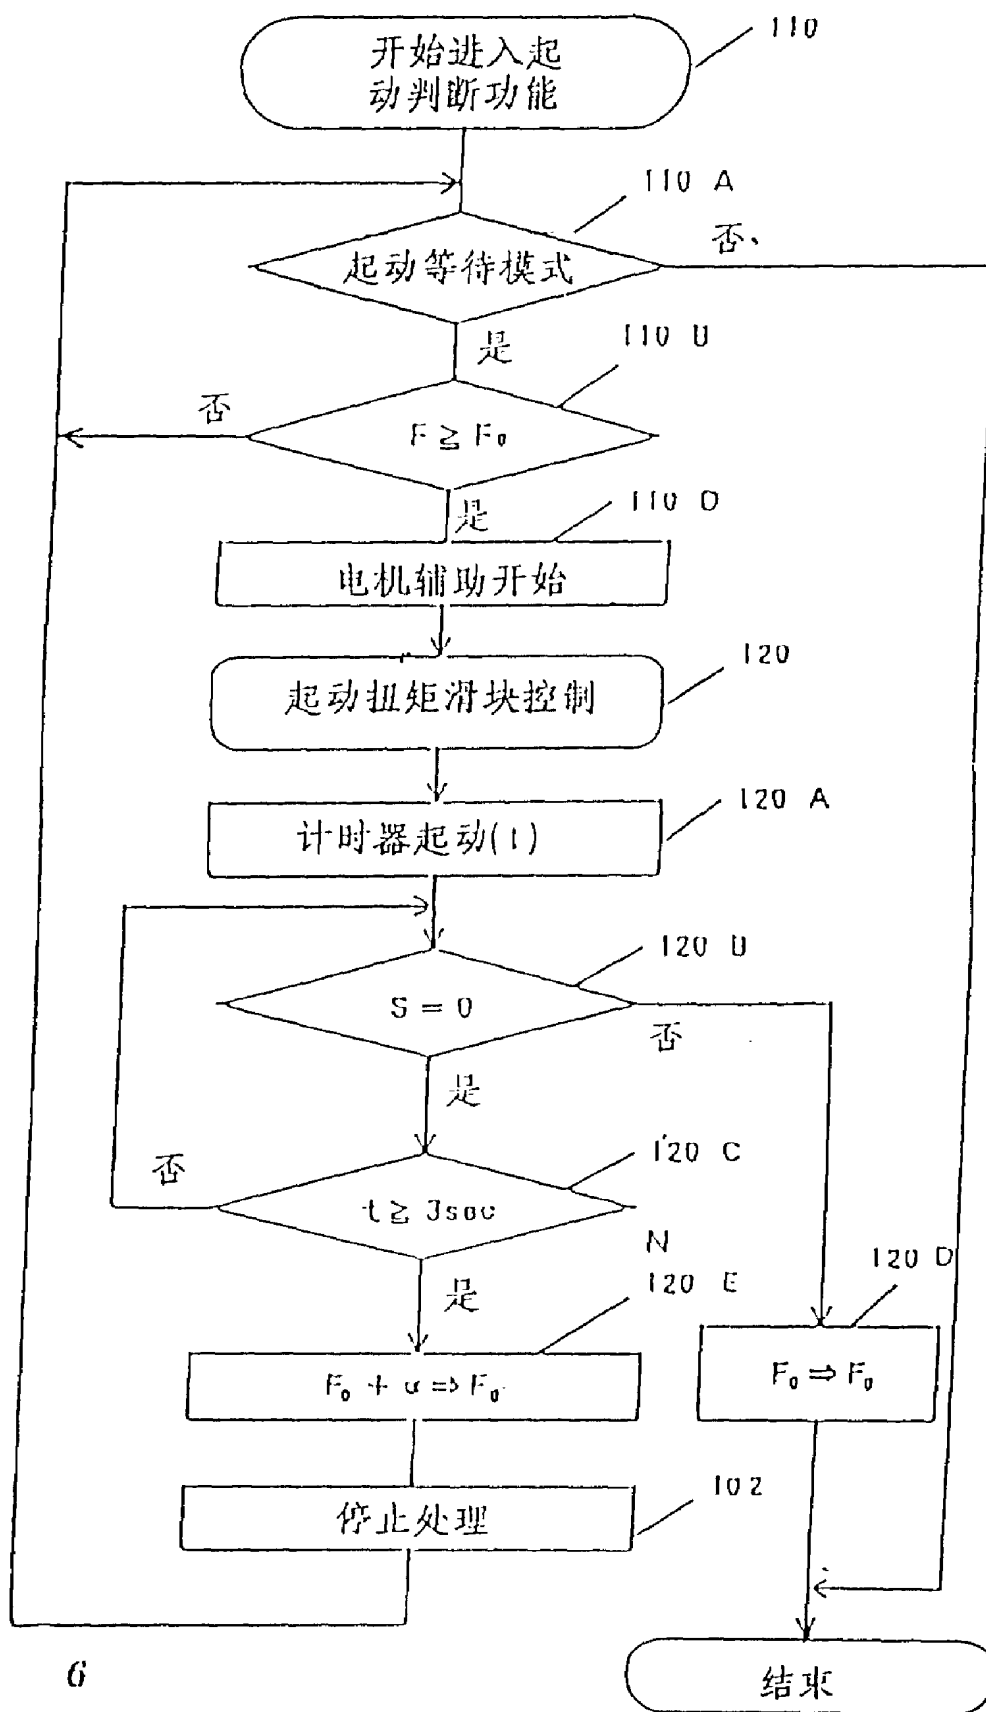 开始进入起
动判断功能
110
110 A
起动等待模式
否
是
110 B
F ≧ F₀
否
是
110 D
电机辅助开始
120
起动扭矩滑块控制
120 A
计时器起动(t)
120 B
S = 0
否
是
120 C
t ≧ 3sec
否
N
是
120 E
F₀ + α ⇒ F₀
120 D
F₀ ⇒ F₀
102
停止处理
结束
6